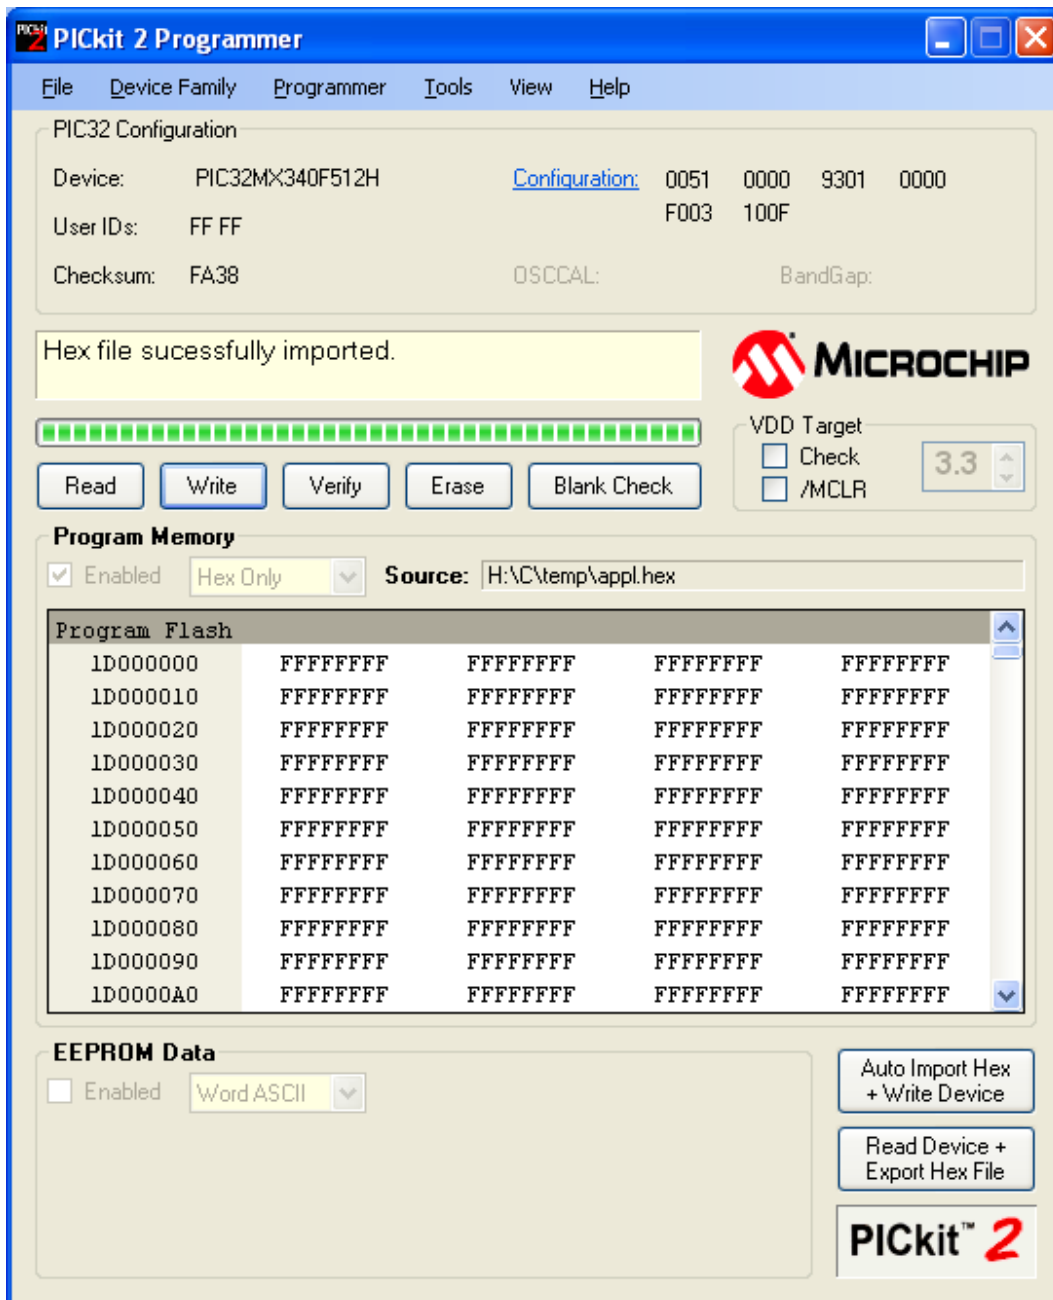 PICkit 2 PICkit 2 Programmer
File Device Family Programmer Tools View Help
PIC32 Configuration
Device: PIC32MX340F512H Configuration: 0051 0000 9301 0000
F003 100F
User IDs: FF FF
Checksum: FA38 OSCCAL: BandGap:
Hex file sucessfully imported.
MICROCHIP
VDD Target
Check
/MCLR
3.3
Read Write Verify Erase Blank Check
Program Memory
Enabled Hex Only Source: H:\C\temp\appl.hex
Program Flash
1D000000 FFFFFFFF FFFFFFFF FFFFFFFF FFFFFFFF
1D000010 FFFFFFFF FFFFFFFF FFFFFFFF FFFFFFFF
1D000020 FFFFFFFF FFFFFFFF FFFFFFFF FFFFFFFF
1D000030 FFFFFFFF FFFFFFFF FFFFFFFF FFFFFFFF
1D000040 FFFFFFFF FFFFFFFF FFFFFFFF FFFFFFFF
1D000050 FFFFFFFF FFFFFFFF FFFFFFFF FFFFFFFF
1D000060 FFFFFFFF FFFFFFFF FFFFFFFF FFFFFFFF
1D000070 FFFFFFFF FFFFFFFF FFFFFFFF FFFFFFFF
1D000080 FFFFFFFF FFFFFFFF FFFFFFFF FFFFFFFF
1D000090 FFFFFFFF FFFFFFFF FFFFFFFF FFFFFFFF
1D0000A0 FFFFFFFF FFFFFFFF FFFFFFFF FFFFFFFF
EEPROM Data
Enabled Word ASCII
Auto Import Hex
+ Write Device
Read Device +
Export Hex File
PICkit™ 2